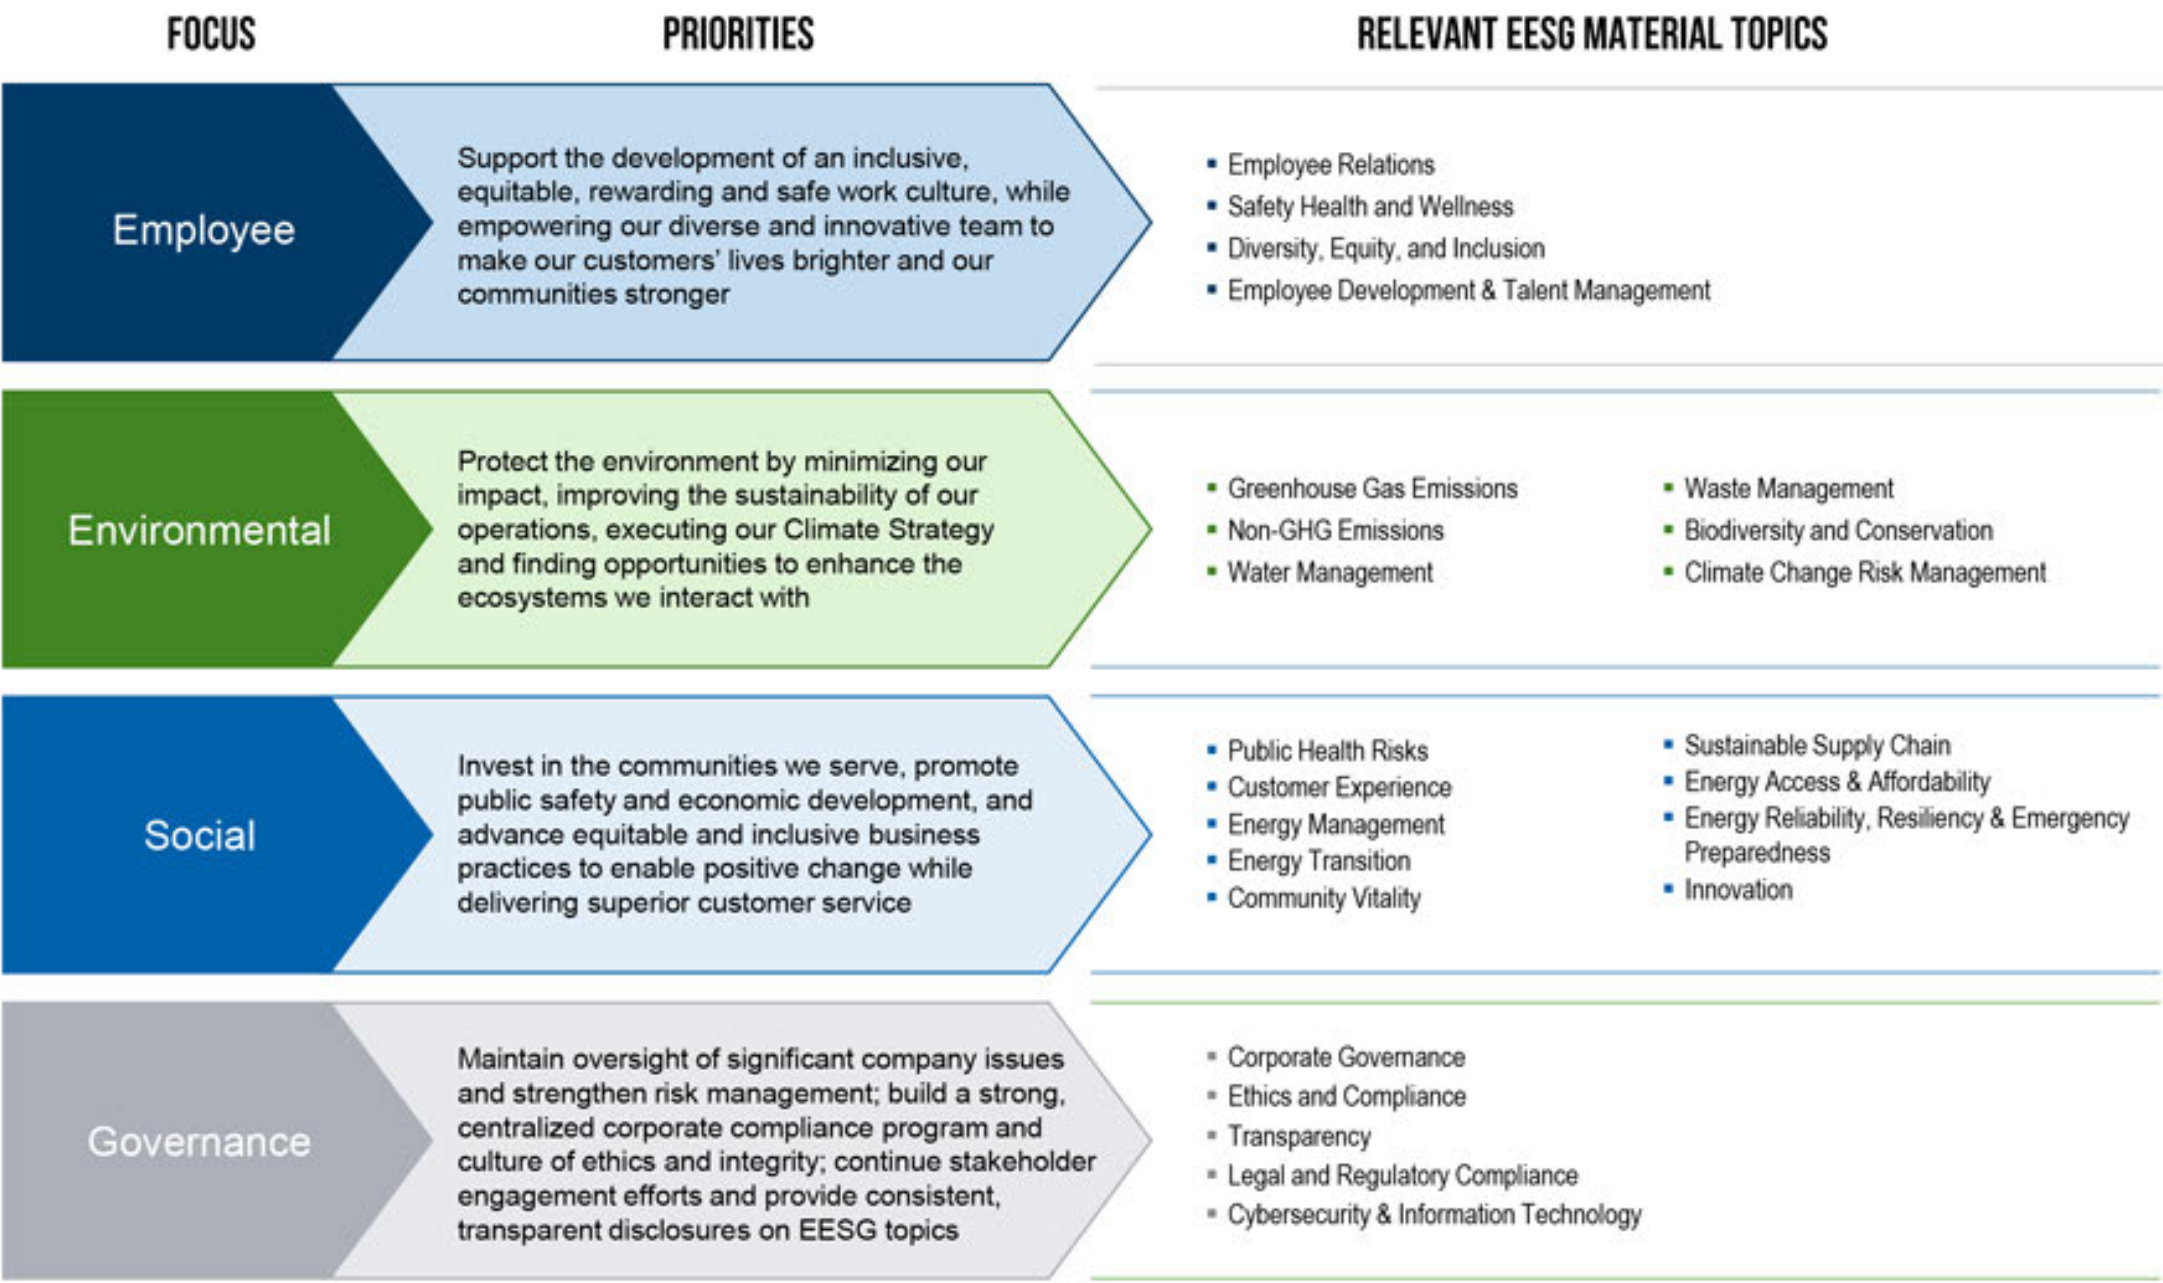 FOCUS
PRIORITIES
RELEVANT EESG MATERIAL TOPICS
Employee
Support the development of an inclusive,
equitable, rewarding and safe work culture, while
empowering our diverse and innovative team to
make our customers' lives brighter and our
communities stronger
Employee Relations
Safety Health and Wellness
Diversity, Equity, and Inclusion
Employee Development & Talent Management
Environmental
Protect the environment by minimizing our
impact, improving the sustainability of our
operations, executing our Climate Strategy
and finding opportunities to enhance the
ecosystems we interact with
Greenhouse Gas Emissions
Non-GHG Emissions
Water Management
Waste Management
Biodiversity and Conservation
Climate Change Risk Management
Social
Invest in the communities we serve, promote
public safety and economic development, and
advance equitable and inclusive business
practices to enable positive change while
delivering superior customer service
Public Health Risks
Customer Experience
Energy Management
Energy Transition
Community Vitality
Sustainable Supply Chain
Energy Access & Affordability
Energy Reliability, Resiliency & Emergency
Preparedness
Innovation
Governance
Maintain oversight of significant company issues
and strengthen risk management; build a strong,
centralized corporate compliance program and
culture of ethics and integrity; continue stakeholder
engagement efforts and provide consistent,
transparent disclosures on EESG topics
Corporate Governance
Ethics and Compliance
Transparency
Legal and Regulatory Compliance
Cybersecurity & Information Technology